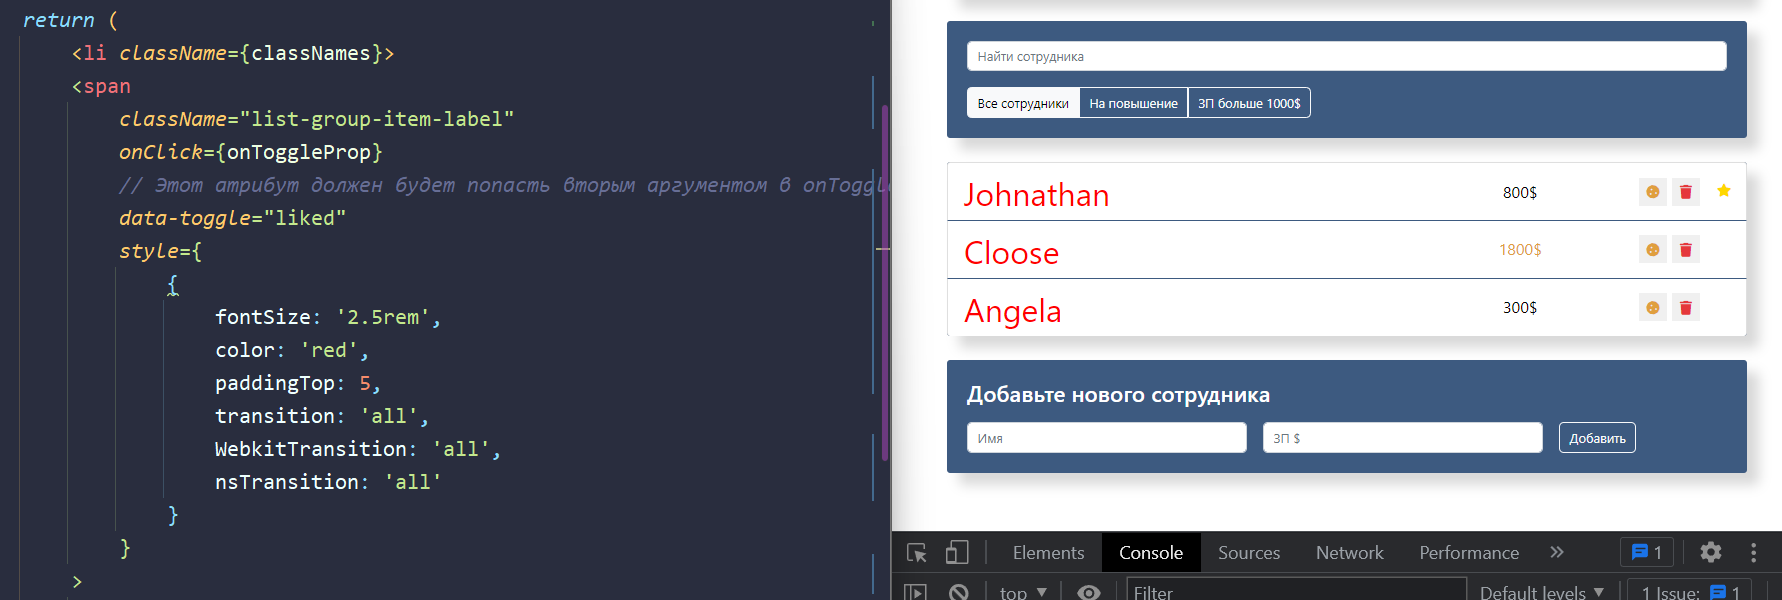 return (
<li className={classNames}>
<span
className="list-group-item-label"
onClick={onToggleProp}
// Этот атрибут должен будет попасть вторым аргументом в onToggle
data-toggle="liked"
style={
{
fontSize: '2.5rem',
color: 'red',
paddingTop: 5,
transition: 'all',
WebkitTransition: 'all',
nsTransition: 'all'
}
}
>
Найти сотрудника
Все сотрудники На повышение ЗП больше 1000$
Johnathan 800$
Cloose 1800$
Angela 300$
Добавьте нового сотрудника
Имя ЗП $ Добавить
Elements Console Sources Network Performance » 1
top ▼ Filter Default levels ▼ 1 Issue: 1